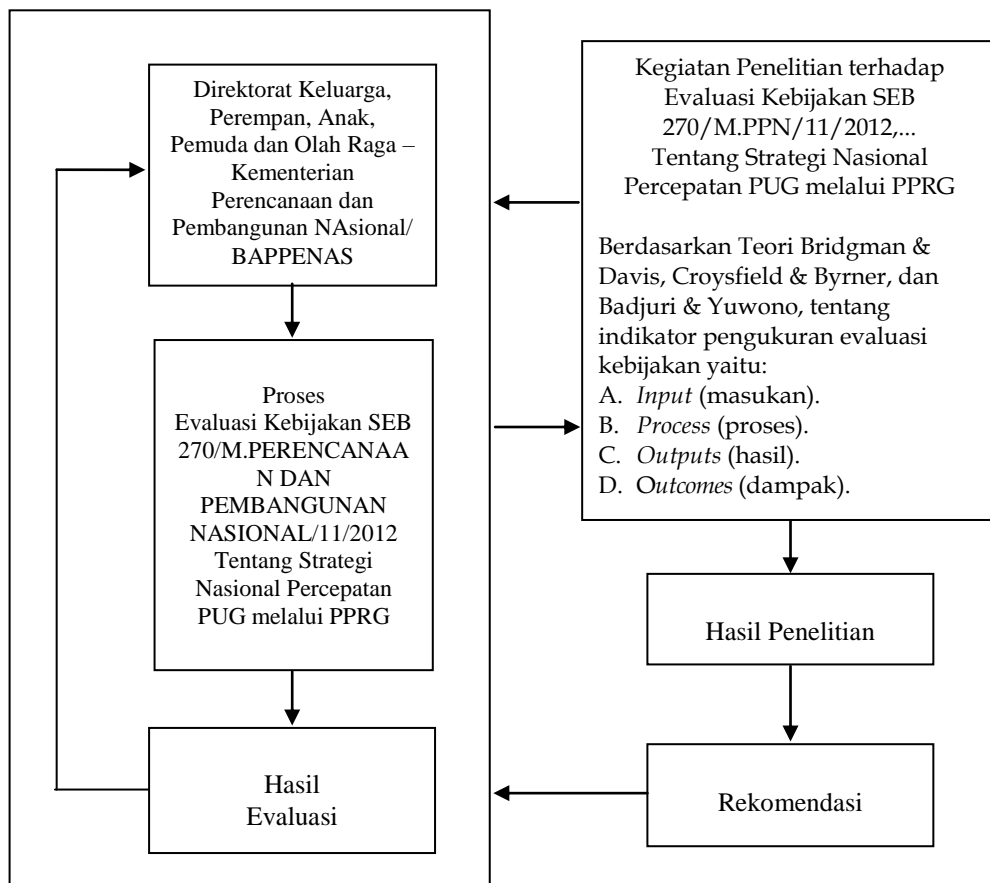 Direktorat Keluarga,
Perempan, Anak,
Pemuda dan Olah Raga –
Kementerian
Perencanaan dan
Pembangunan NAsional/
BAPPENAS
Proses
Evaluasi Kebijakan SEB
270/M.PERENCANAA
N DAN
PEMBANGUNAN
NASIONAL/11/2012
Tentang Strategi
Nasional Percepatan
PUG melalui PPRG
Hasil
Evaluasi
Kegiatan Penelitian terhadap
Evaluasi Kebijakan SEB
270/M.PPN/11/2012,...
Tentang Strategi Nasional
Percepatan PUG melalui PPRG
Berdasarkan Teori Bridgman &
Davis, Croysfield & Byrner, dan
Badjuri & Yuwono, tentang
indikator pengukuran evaluasi
kebijakan yaitu:
A. Input (masukan).
B. Process (proses).
C. Outputs (hasil).
D. Outcomes (dampak).
Hasil Penelitian
Rekomendasi